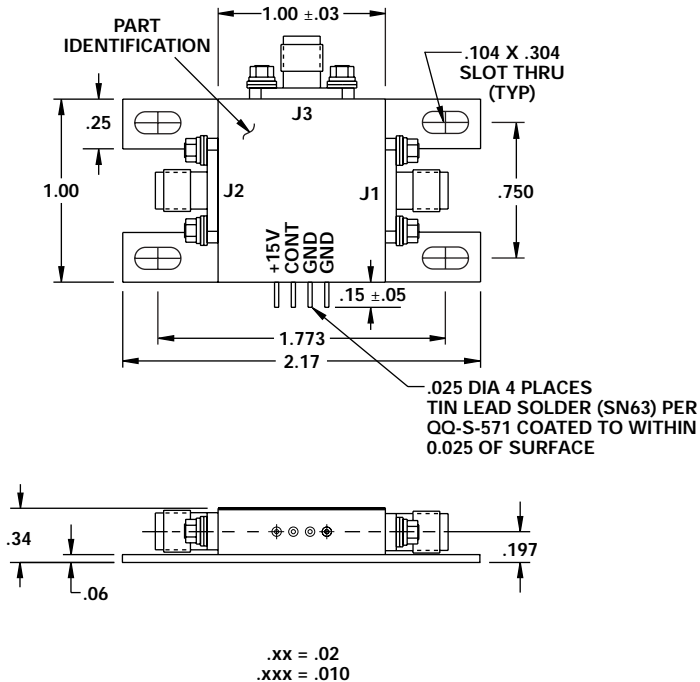 1.00 ±.03
PART
IDENTIFICATION
.104 X .304
SLOT THRU
(TYP)
J3
.25
1.00
J2
J1
.750
+15V
CONT
GND
GND
.15 ±.05
1.773
2.17
.025 DIA 4 PLACES
TIN LEAD SOLDER (SN63) PER
QQ-S-571 COATED TO WITHIN
0.025 OF SURFACE
.34
.197
.06
.xx = .02
.xxx = .010